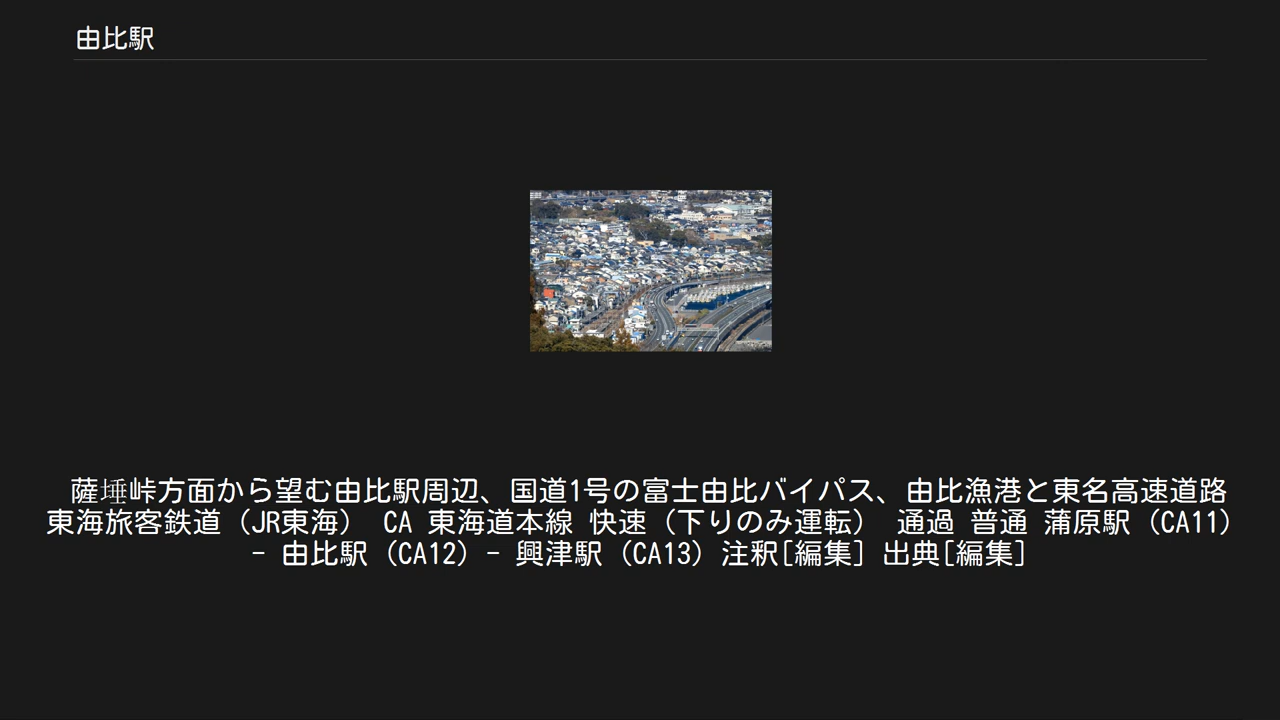 由比駅
薩埵峠方面から望む由比駅周辺、国道1号の富士由比バイパス、由比漁港と東名高速道路
東海旅客鉄道（JR東海） CA 東海道本線 快速（下りのみ運転） 通過 普通 蒲原駅（CA11）
- 由比駅（CA12）- 興津駅（CA13）注釈[編集] 出典[編集]